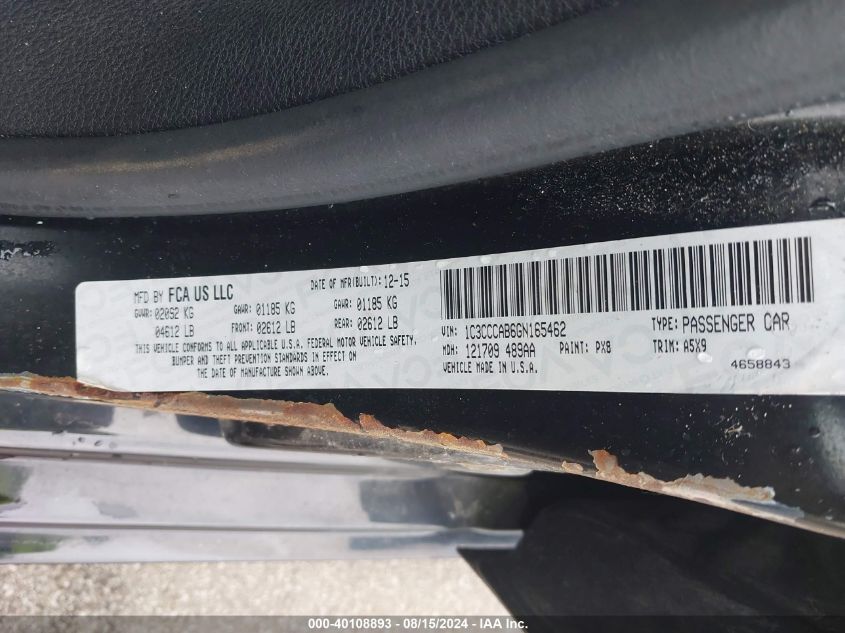 MFD BY FCA US LLC
DATE OF MFR(BUILT): 12-15
GVWR: 02092 KG
GAWR: 01185 KG
GAWR: 01185 KG
04612 LB
FRONT: 02612 LB
REAR: 02612 LB
THIS VEHICLE CONFORMS TO ALL APPLICABLE U.S.A. FEDERAL MOTOR VEHICLE SAFETY,
BUMPER AND THEFT PREVENTION STANDARDS IN EFFECT ON
THE DATE OF MANUFACTURE SHOWN ABOVE.
VIN: 1C3CCCAB6GN165462
TYPE: PASSENGER CAR
MDH: 121709 489AA
PAINT: PX8
TRIM: A5X9
VEHICLE MADE IN U.S.A.
4658843
000-40108893 - 08/15/2024 - IAA Inc.